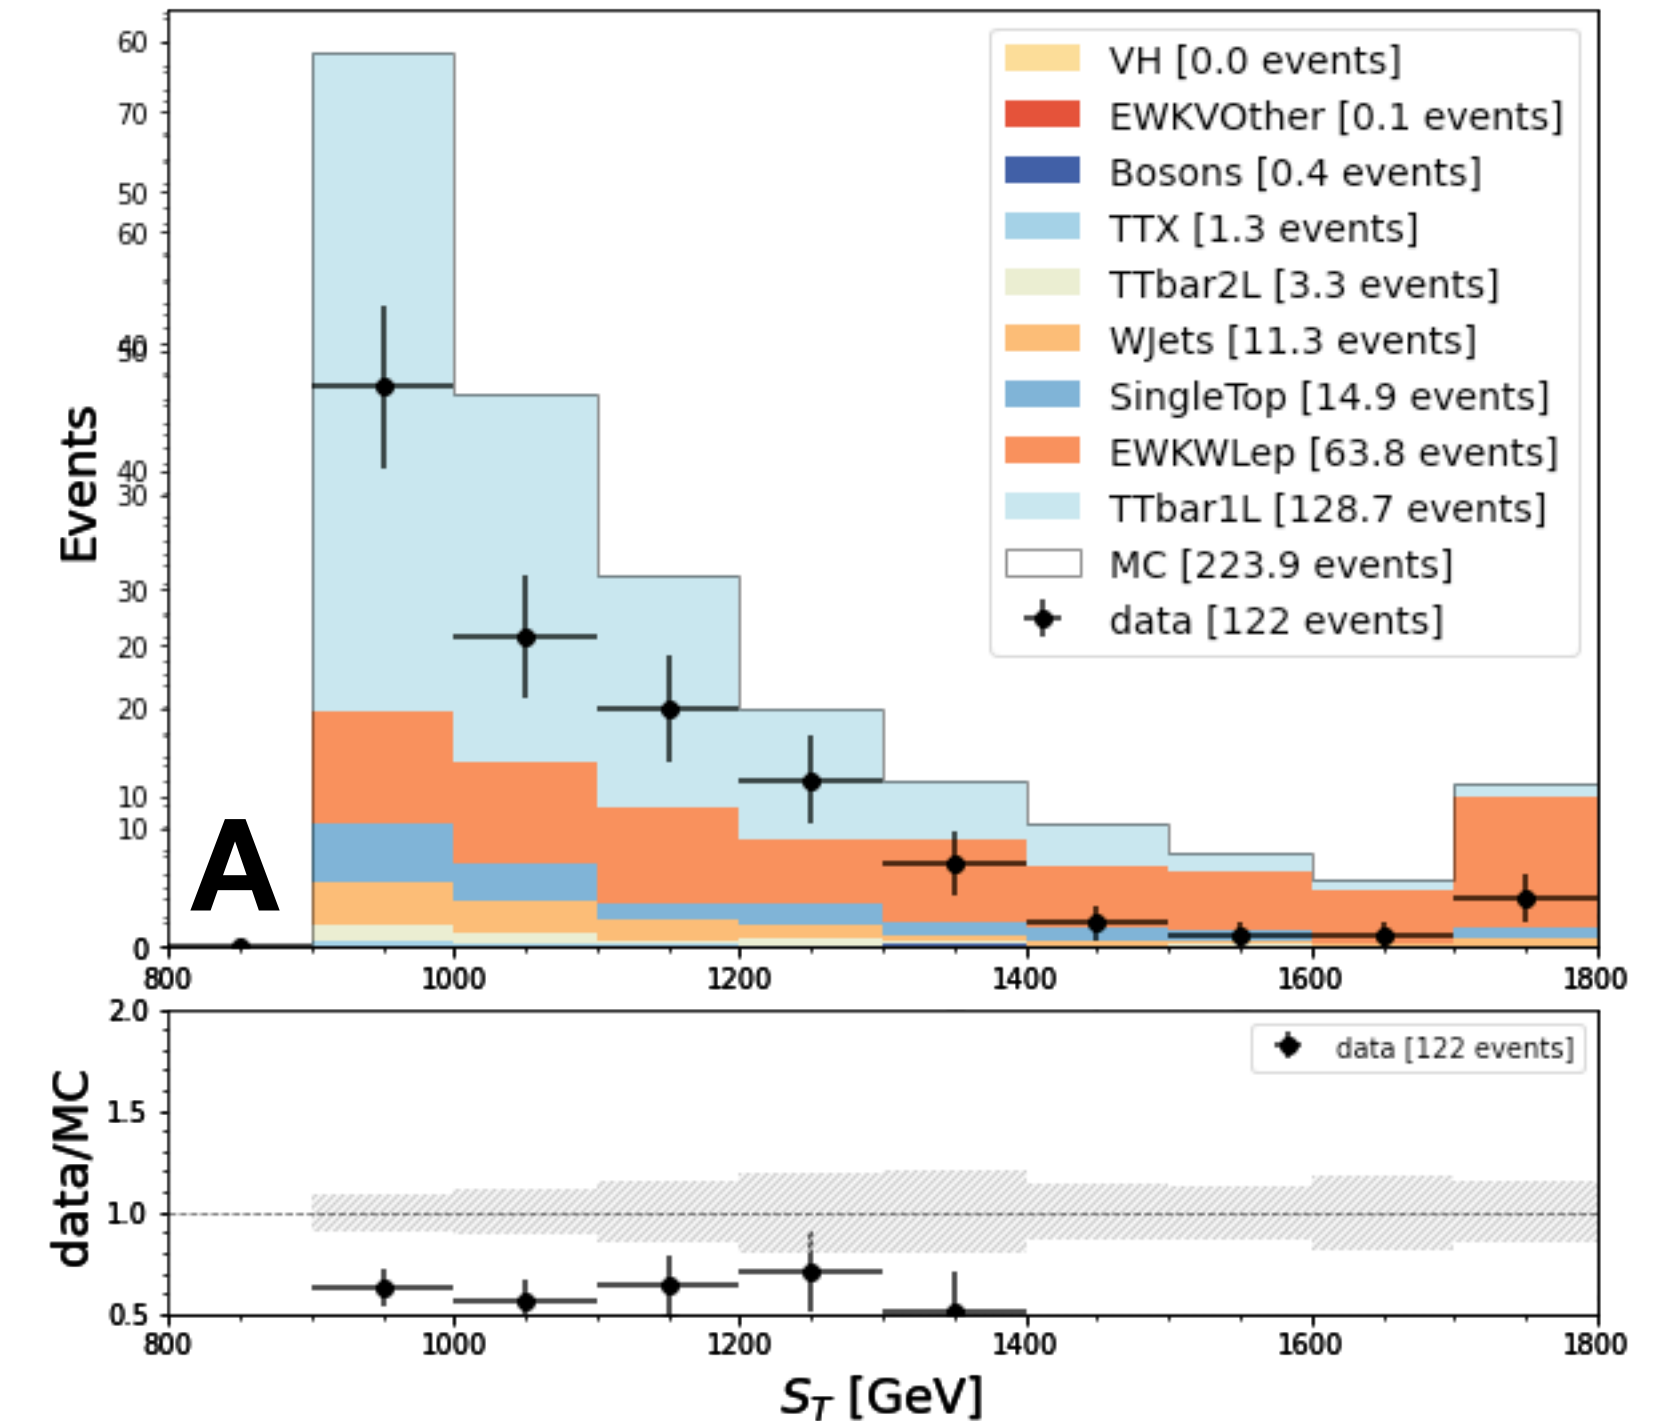 Events
60
70
50
60
40
50
40
30
30
20
20
10
10
0
A
VH [0.0 events]
EWKVOther [0.1 events]
Bosons [0.4 events]
TTX [1.3 events]
TTbar2L [3.3 events]
WJets [11.3 events]
SingleTop [14.9 events]
EWKWLep [63.8 events]
TTbar1L [128.7 events]
MC [223.9 events]
data [122 events]
800 1000 1200 1400 1600 1800
data/MC
2.0
1.5
1.0
0.5
data [122 events]
800 1000 1200 1400 1600 1800
S_T [GeV]